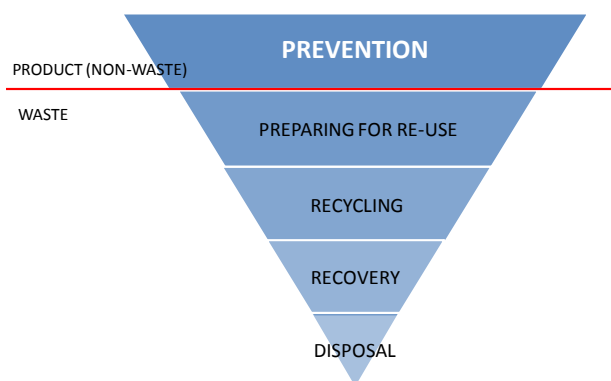 PREVENTION
PRODUCT (NON-WASTE)
WASTE
PREPARING FOR RE-USE
RECYCLING
RECOVERY
DISPOSAL